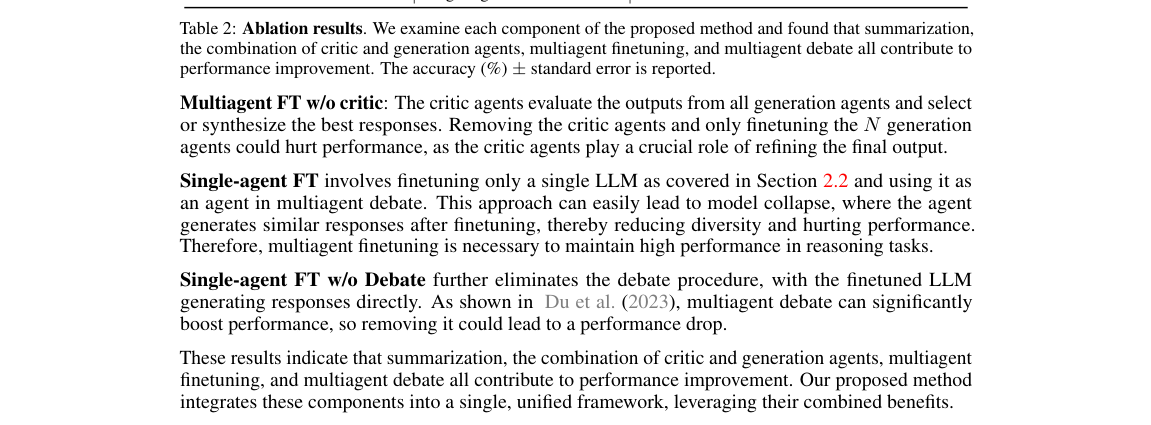 Table 2: Ablation results. We examine each component of the proposed method and found that summarization,
the combination of critic and generation agents, multiagent finetuning, and multiagent debate all contribute to
performance improvement. The accuracy (%) ± standard error is reported.
Multiagent FT w/o critic: The critic agents evaluate the outputs from all generation agents and select
or synthesize the best responses. Removing the critic agents and only finetuning the N generation
agents could hurt performance, as the critic agents play a crucial role of refining the final output.
Single-agent FT involves finetuning only a single LLM as covered in Section 2.2 and using it as
an agent in multiagent debate. This approach can easily lead to model collapse, where the agent
generates similar responses after finetuning, thereby reducing diversity and hurting performance.
Therefore, multiagent finetuning is necessary to maintain high performance in reasoning tasks.
Single-agent FT w/o Debate further eliminates the debate procedure, with the finetuned LLM
generating responses directly. As shown in Du et al. (2023), multiagent debate can significantly
boost performance, so removing it could lead to a performance drop.
These results indicate that summarization, the combination of critic and generation agents, multiagent
finetuning, and multiagent debate all contribute to performance improvement. Our proposed method
integrates these components into a single, unified framework, leveraging their combined benefits.